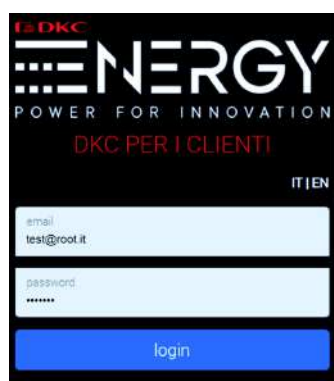 DKC
ENERGY
POWER FOR INNOVATION
DKC PER I CLIENTI
IT | EN
email
test@root.it
password
•••••••
login